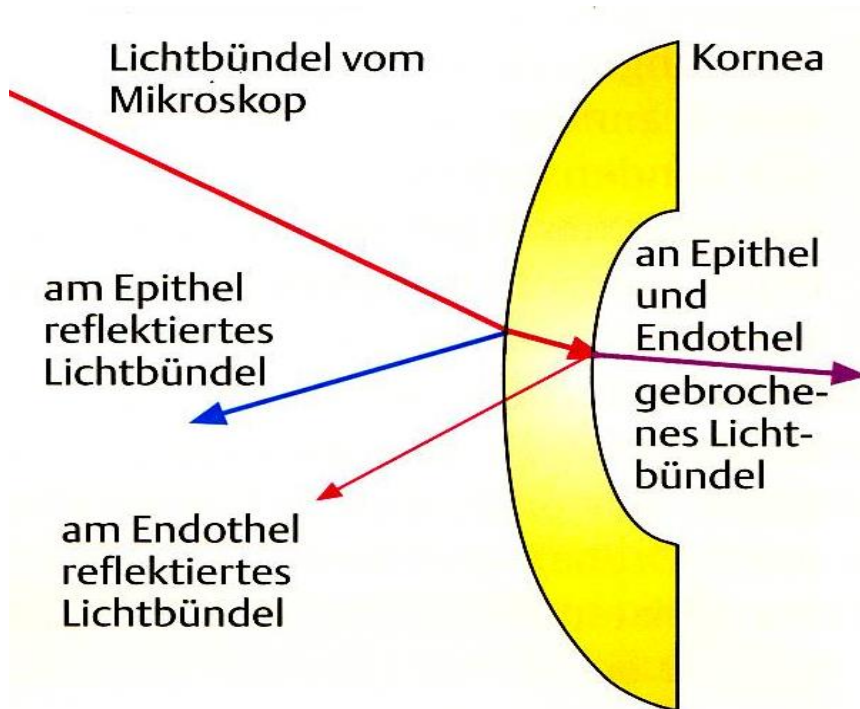 Lichtbündel vom
Mikroskop
Kornea
am Epithel
reflektiertes
Lichtbündel
an Epithel
und
Endothel
gebroche-
nes Licht-
bündel
am Endothel
reflektiertes
Lichtbündel